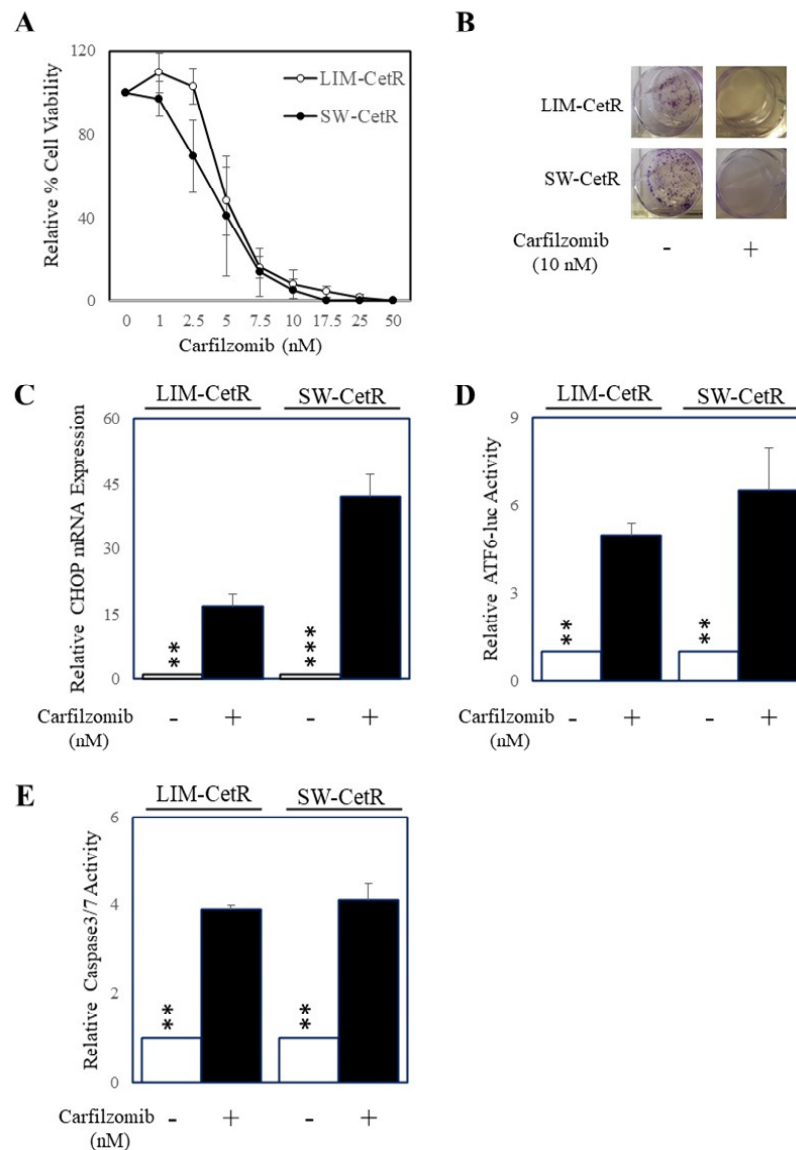 A
Relative % Cell Viability
120
80
40
0
LIM-CetR
SW-CetR
0 1 2.5 5 7.5 10 17.5 25 50
Carfilzomib (nM)
B
LIM-CetR
SW-CetR
Carfilzomib - +
(10 nM)
C
LIM-CetR SW-CetR
Relative CHOP mRNA Expression
60
45
30
15
0
** ***
Carfilzomib - + - +
(nM)
D
LIM-CetR SW-CetR
Relative ATF6-luc Activity
9
6
3
0
** **
Carfilzomib - + - +
(nM)
E
LIM-CetR SW-CetR
Relative Caspase3/7 Activity
6
4
2
0
** **
Carfilzomib - + - +
(nM)